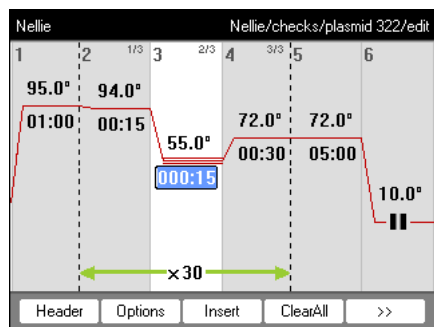 Nellie Nellie/checks/plasmid 322/edit
1 2 1/3 3 2/3 4 3/3 5 6
95.0° 94.0°
01:00 00:15
55.0°
000:15
72.0° 72.0°
00:30 05:00
10.0°
×30
Header Options Insert ClearAll >>